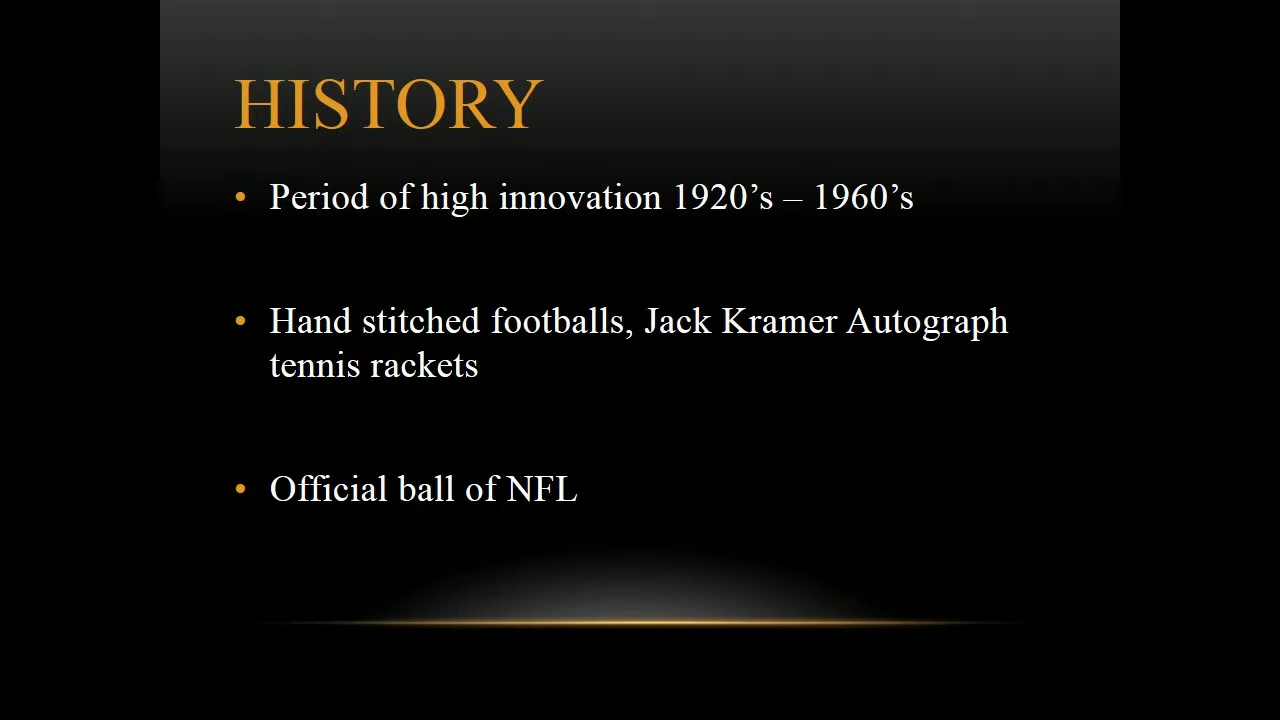 HISTORY
• Period of high innovation 1920’s – 1960’s
• Hand stitched footballs, Jack Kramer Autograph
tennis rackets
• Official ball of NFL